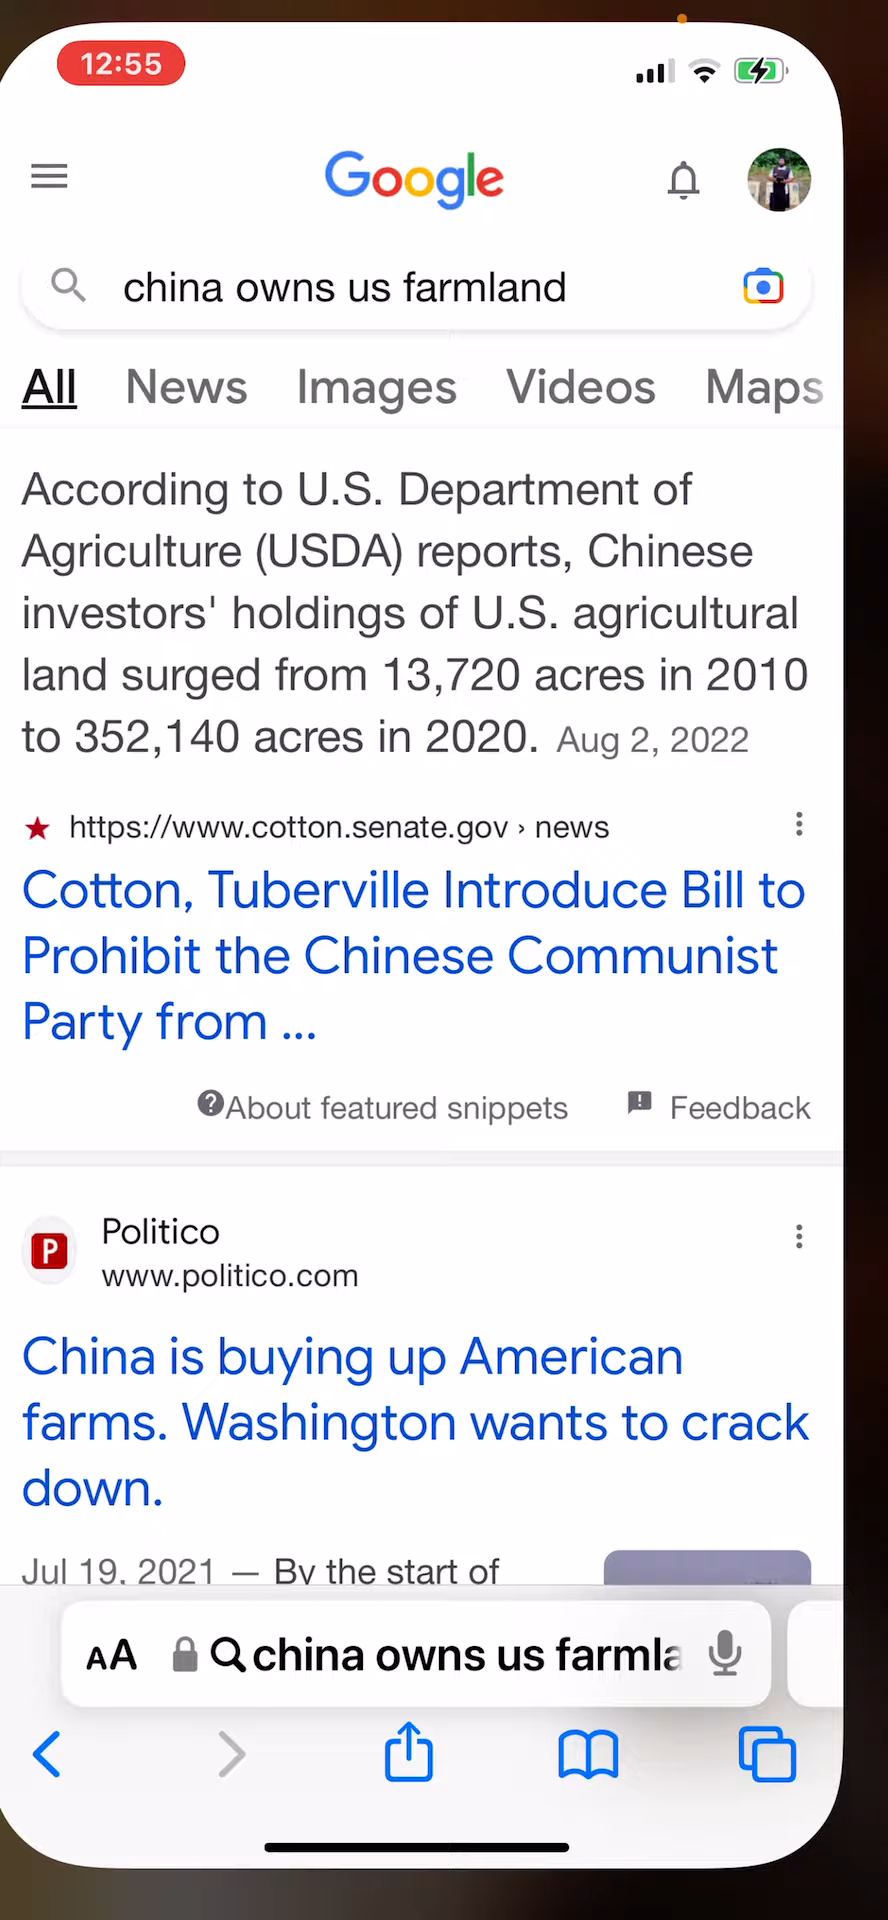 12:55
Google
china owns us farmland
All News Images Videos Maps
According to U.S. Department of
Agriculture (USDA) reports, Chinese
investors' holdings of U.S. agricultural
land surged from 13,720 acres in 2010
to 352,140 acres in 2020. Aug 2, 2022
https://www.cotton.senate.gov › news
Cotton, Tuberville Introduce Bill to
Prohibit the Chinese Communist
Party from ...
About featured snippets Feedback
P
Politico
www.politico.com
China is buying up American
farms. Washington wants to crack
down.
Jul 19, 2021 — By the start of
AA china owns us farmla